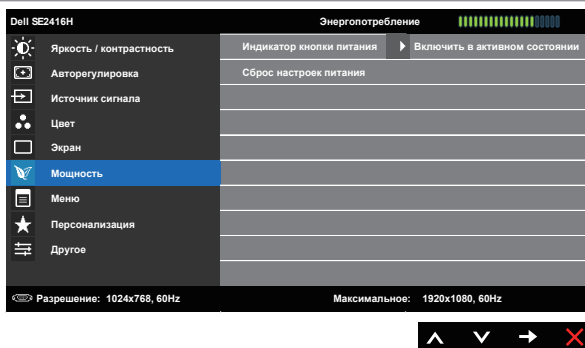 Dell SE2416H Энергопотребление
Яркость / контрастность Индикатор кнопки питания Включить в активном состоянии
Авторегулировка Сброс настроек питания
Источник сигнала
Цвет
Экран
Мощность
Меню
Персонализация
Другое
Разрешение: 1024x768, 60Hz Максимальное: 1920x1080, 60Hz